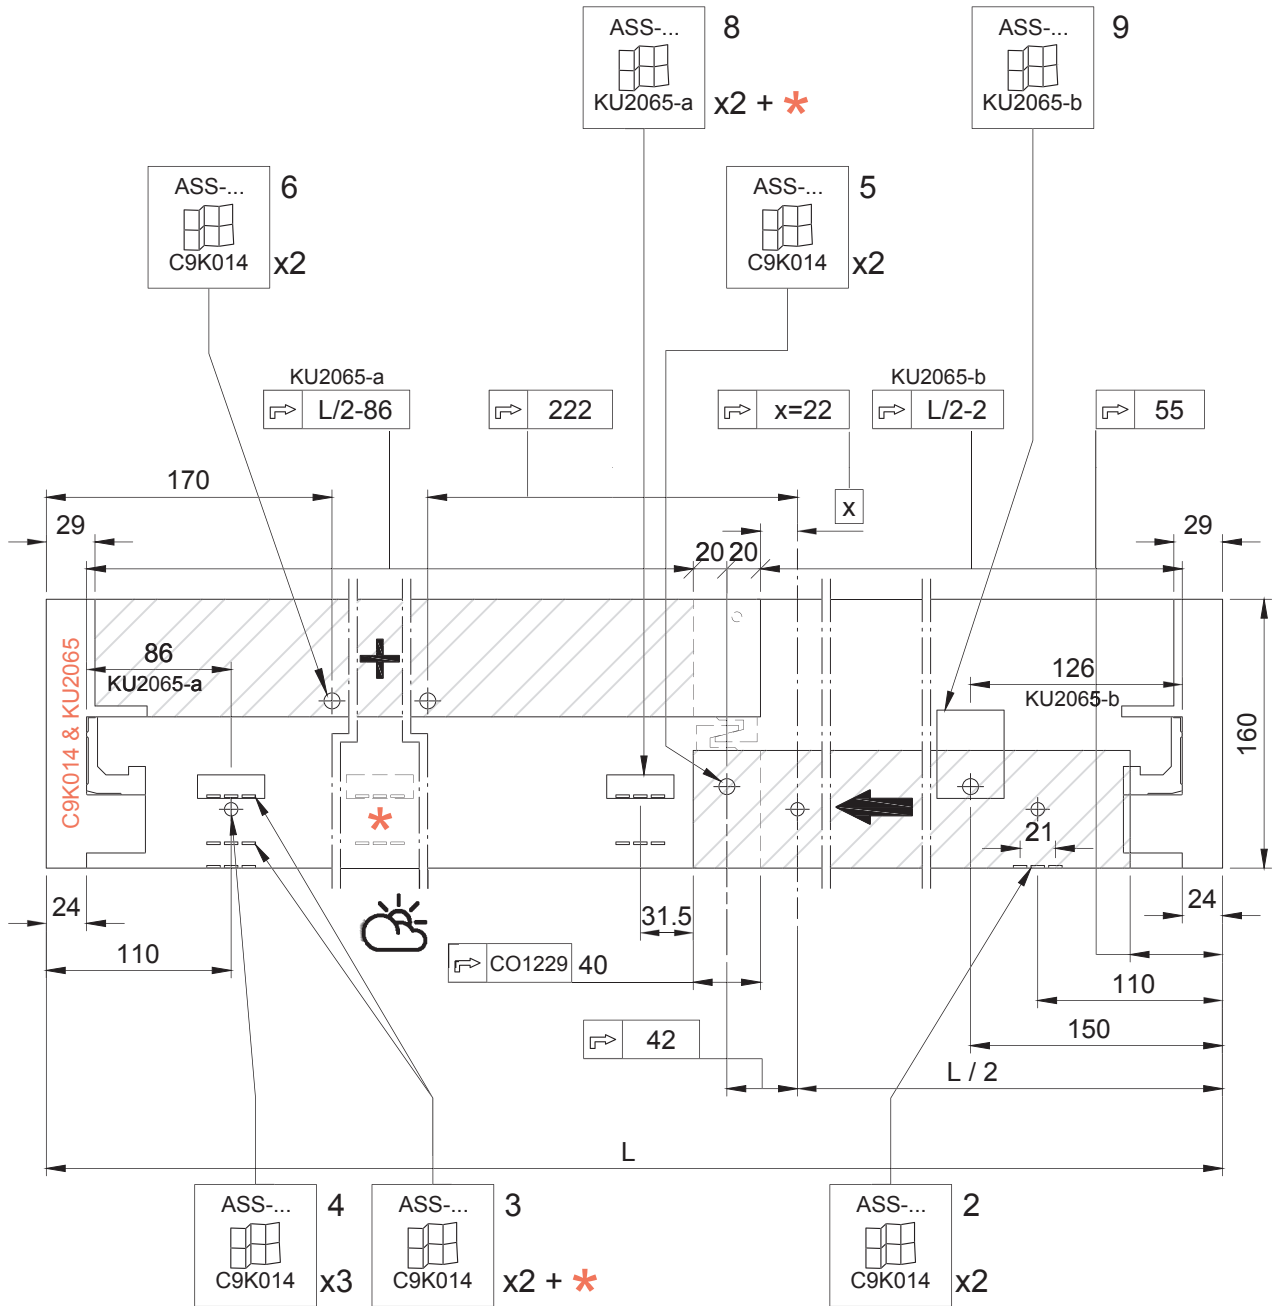 ASS-... 8
KU2065-a x2 + *
ASS-... 9
KU2065-b
ASS-... 6
C9K014 x2
ASS-... 5
C9K014 x2
KU2065-a
L/2-86
222
x=22
KU2065-b
L/2-2
55
170
x
29
20 20
29
C9K014 & KU2065
86
KU2065-a
126
KU2065-b
160
*
21
24
31.5
24
110
CO1229 40
110
42
150
L / 2
L
ASS-... 4
C9K014 x3
ASS-... 3
C9K014 x2 + *
ASS-... 2
C9K014 x2